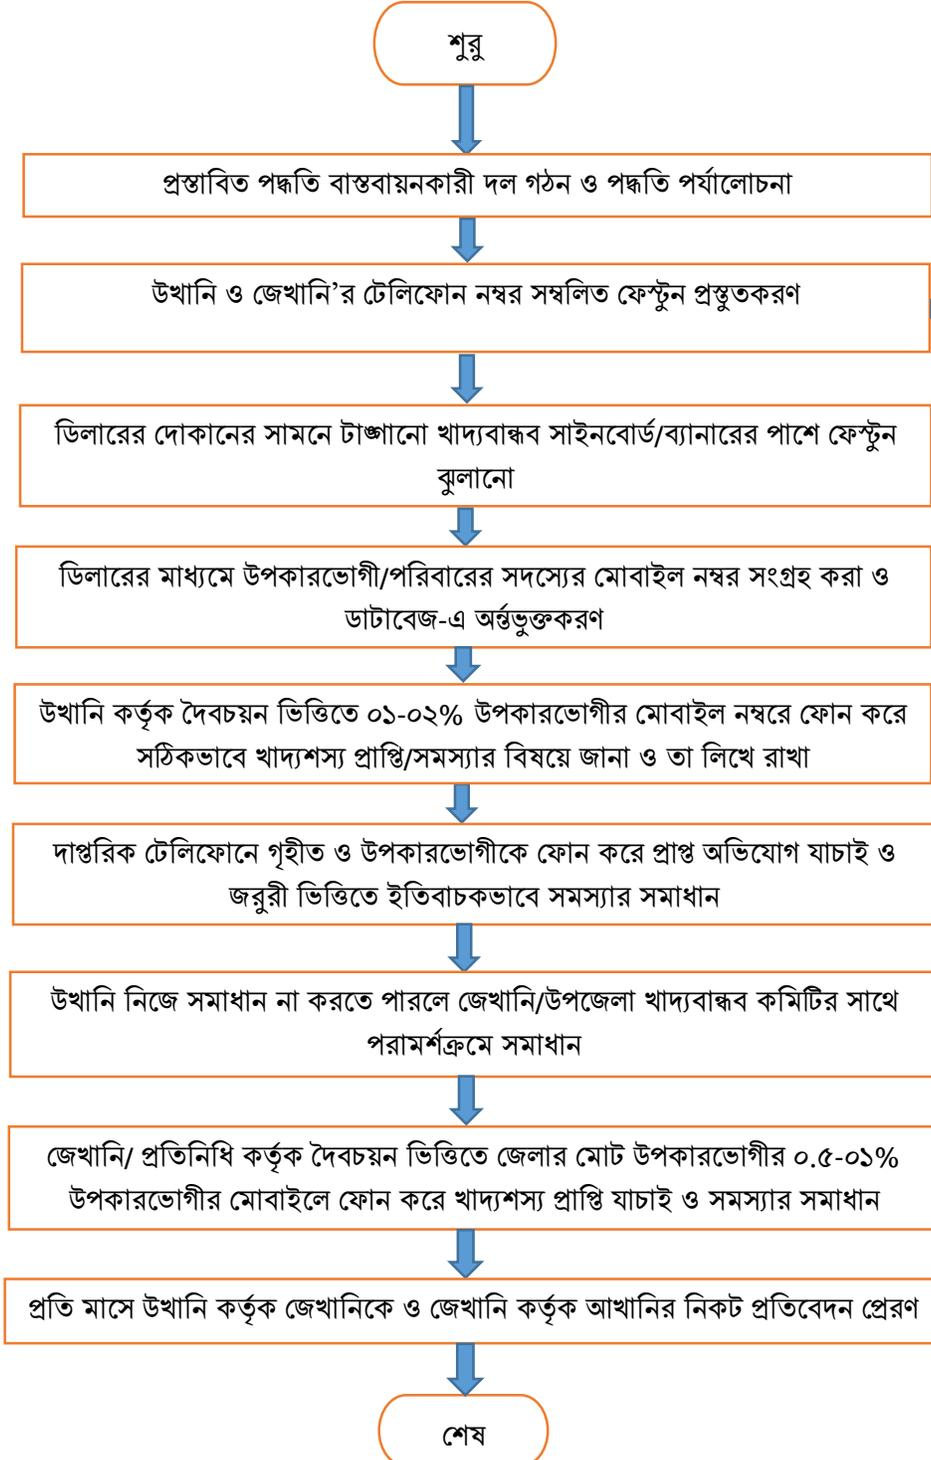 শুরু
প্রস্তাবিত পদ্ধতি বাস্তবায়নকারী দল গঠন ও পদ্ধতি পর্যালোচনা
উখানি ও জেখানি’র টেলিফোন নম্বর সম্বলিত ফেস্টুন প্রস্তুতকরণ
ডিলারের দোকানের সামনে টাঙ্গানো খাদ্যবান্ধব সাইনবোর্ড/ব্যানারের পাশে ফেস্টুন
ঝুলানো
ডিলারের মাধ্যমে উপকারভোগী/পরিবারের সদস্যের মোবাইল নম্বর সংগ্রহ করা ও
ডাটাবেজ-এ অর্ন্তভুক্তকরণ
উখানি কর্তৃক দৈবচয়ন ভিত্তিতে ০১-০২% উপকারভোগীর মোবাইল নম্বরে ফোন করে
সঠিকভাবে খাদ্যশস্য প্রাপ্তি/সমস্যার বিষয়ে জানা ও তা লিখে রাখা
দাপ্তরিক টেলিফোনে গৃহীত ও উপকারভোগীকে ফোন করে প্রাপ্ত অভিযোগ যাচাই ও
জরুরী ভিত্তিতে ইতিবাচকভাবে সমস্যার সমাধান
উখানি নিজে সমাধান না করতে পারলে জেখানি/উপজেলা খাদ্যবান্ধব কমিটির সাথে
পরামর্শক্রমে সমাধান
জেখানি/ প্রতিনিধি কর্তৃক দৈবচয়ন ভিত্তিতে জেলার মোট উপকারভোগীর ০.৫-০১%
উপকারভোগীর মোবাইলে ফোন করে খাদ্যশস্য প্রাপ্তি যাচাই ও সমস্যার সমাধান
প্রতি মাসে উখানি কর্তৃক জেখানিকে ও জেখানি কর্তৃক আখানির নিকট প্রতিবেদন প্রেরণ
শেষ